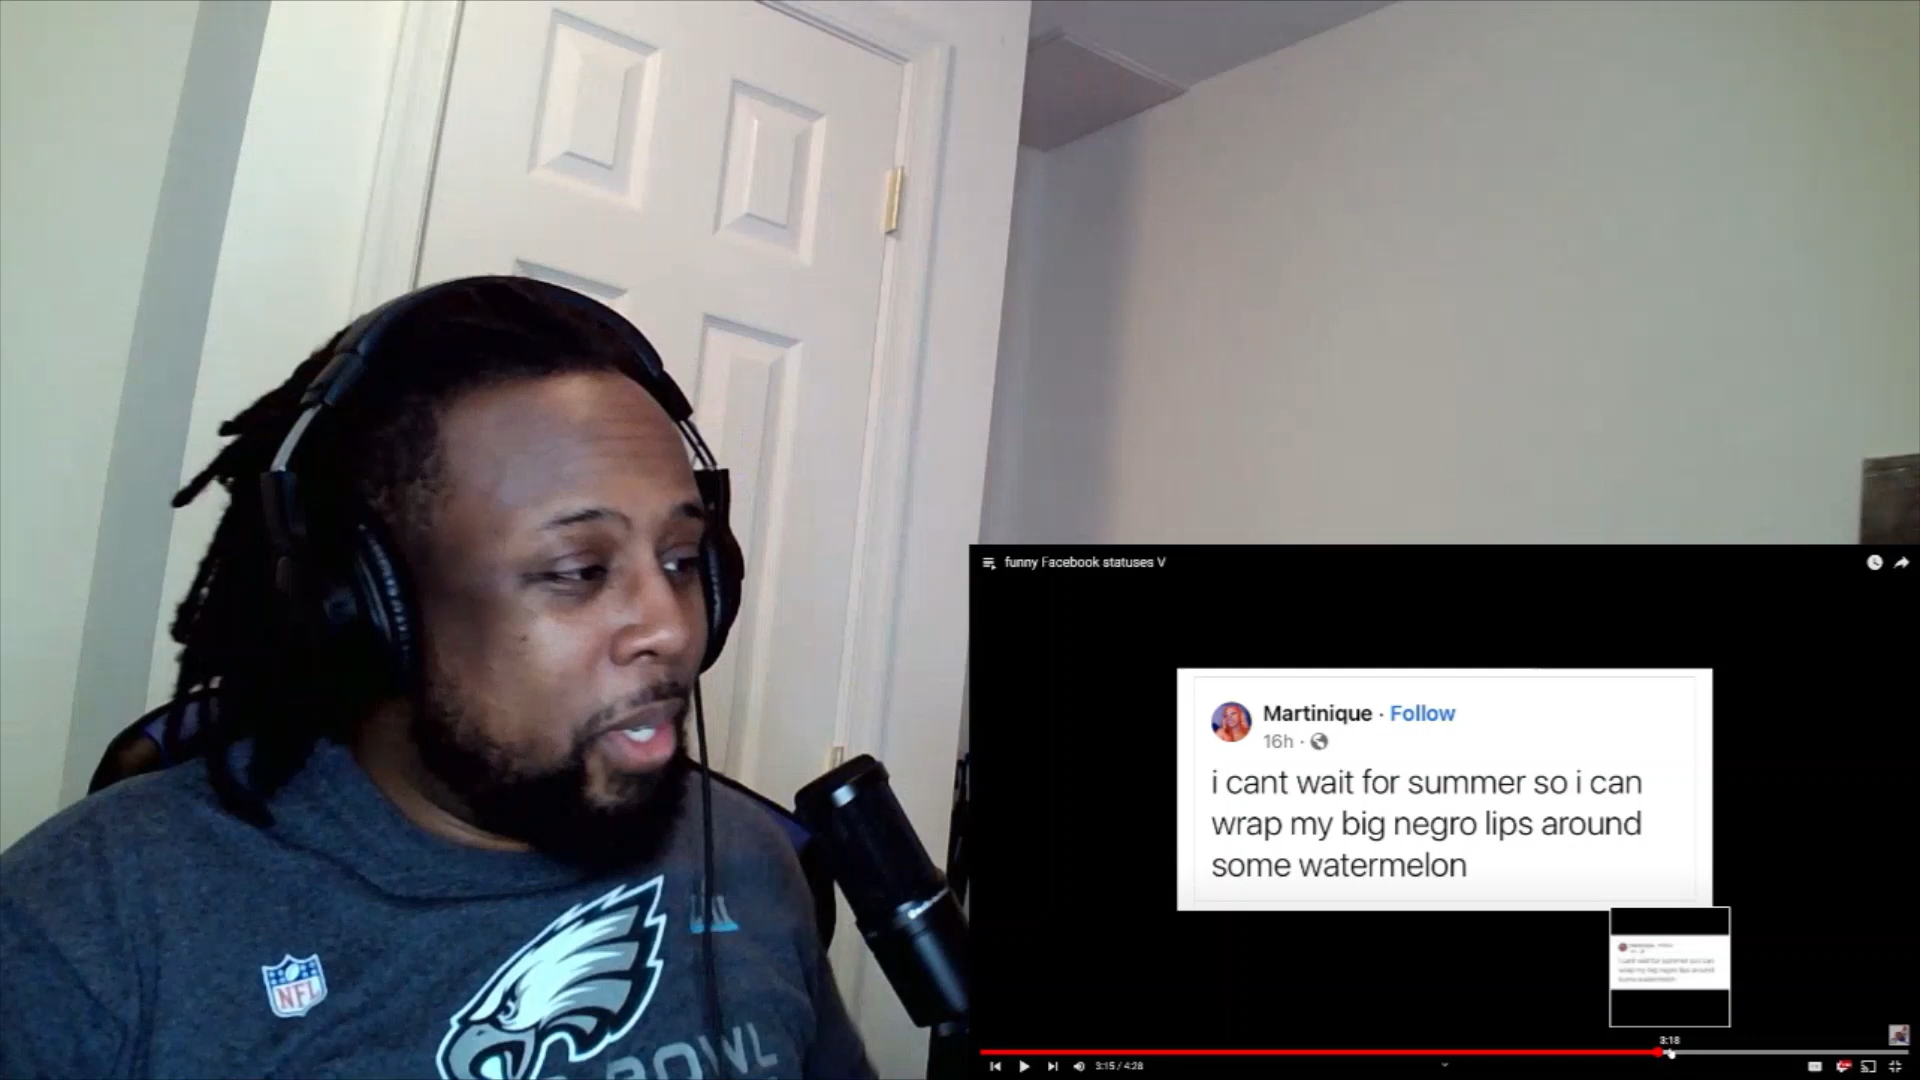 funny Facebook statuses V
Martinique · Follow
16h ·
i cant wait for summer so i can
wrap my big negro lips around
some watermelon
3:18
3:15 / 4:28
NFL
LII
BOWL